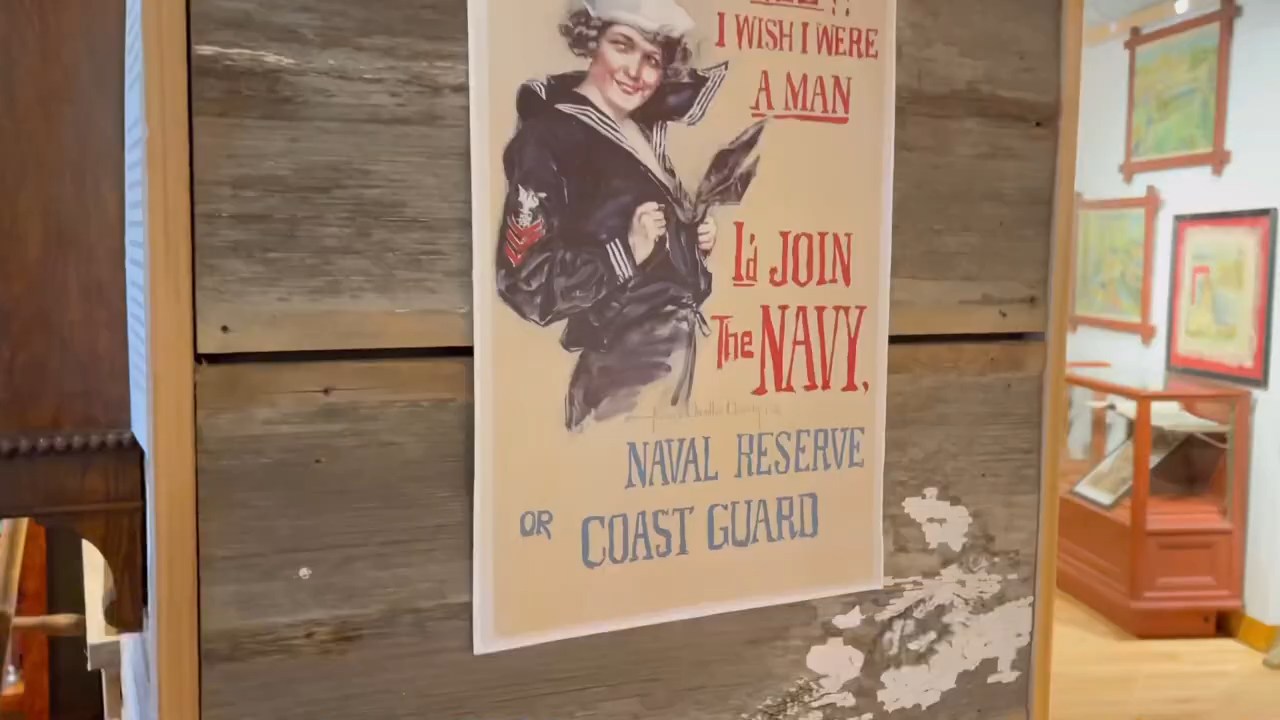 I WISH I WERE
A MAN
I'd JOIN
The NAVY,
NAVAL RESERVE
OR COAST GUARD